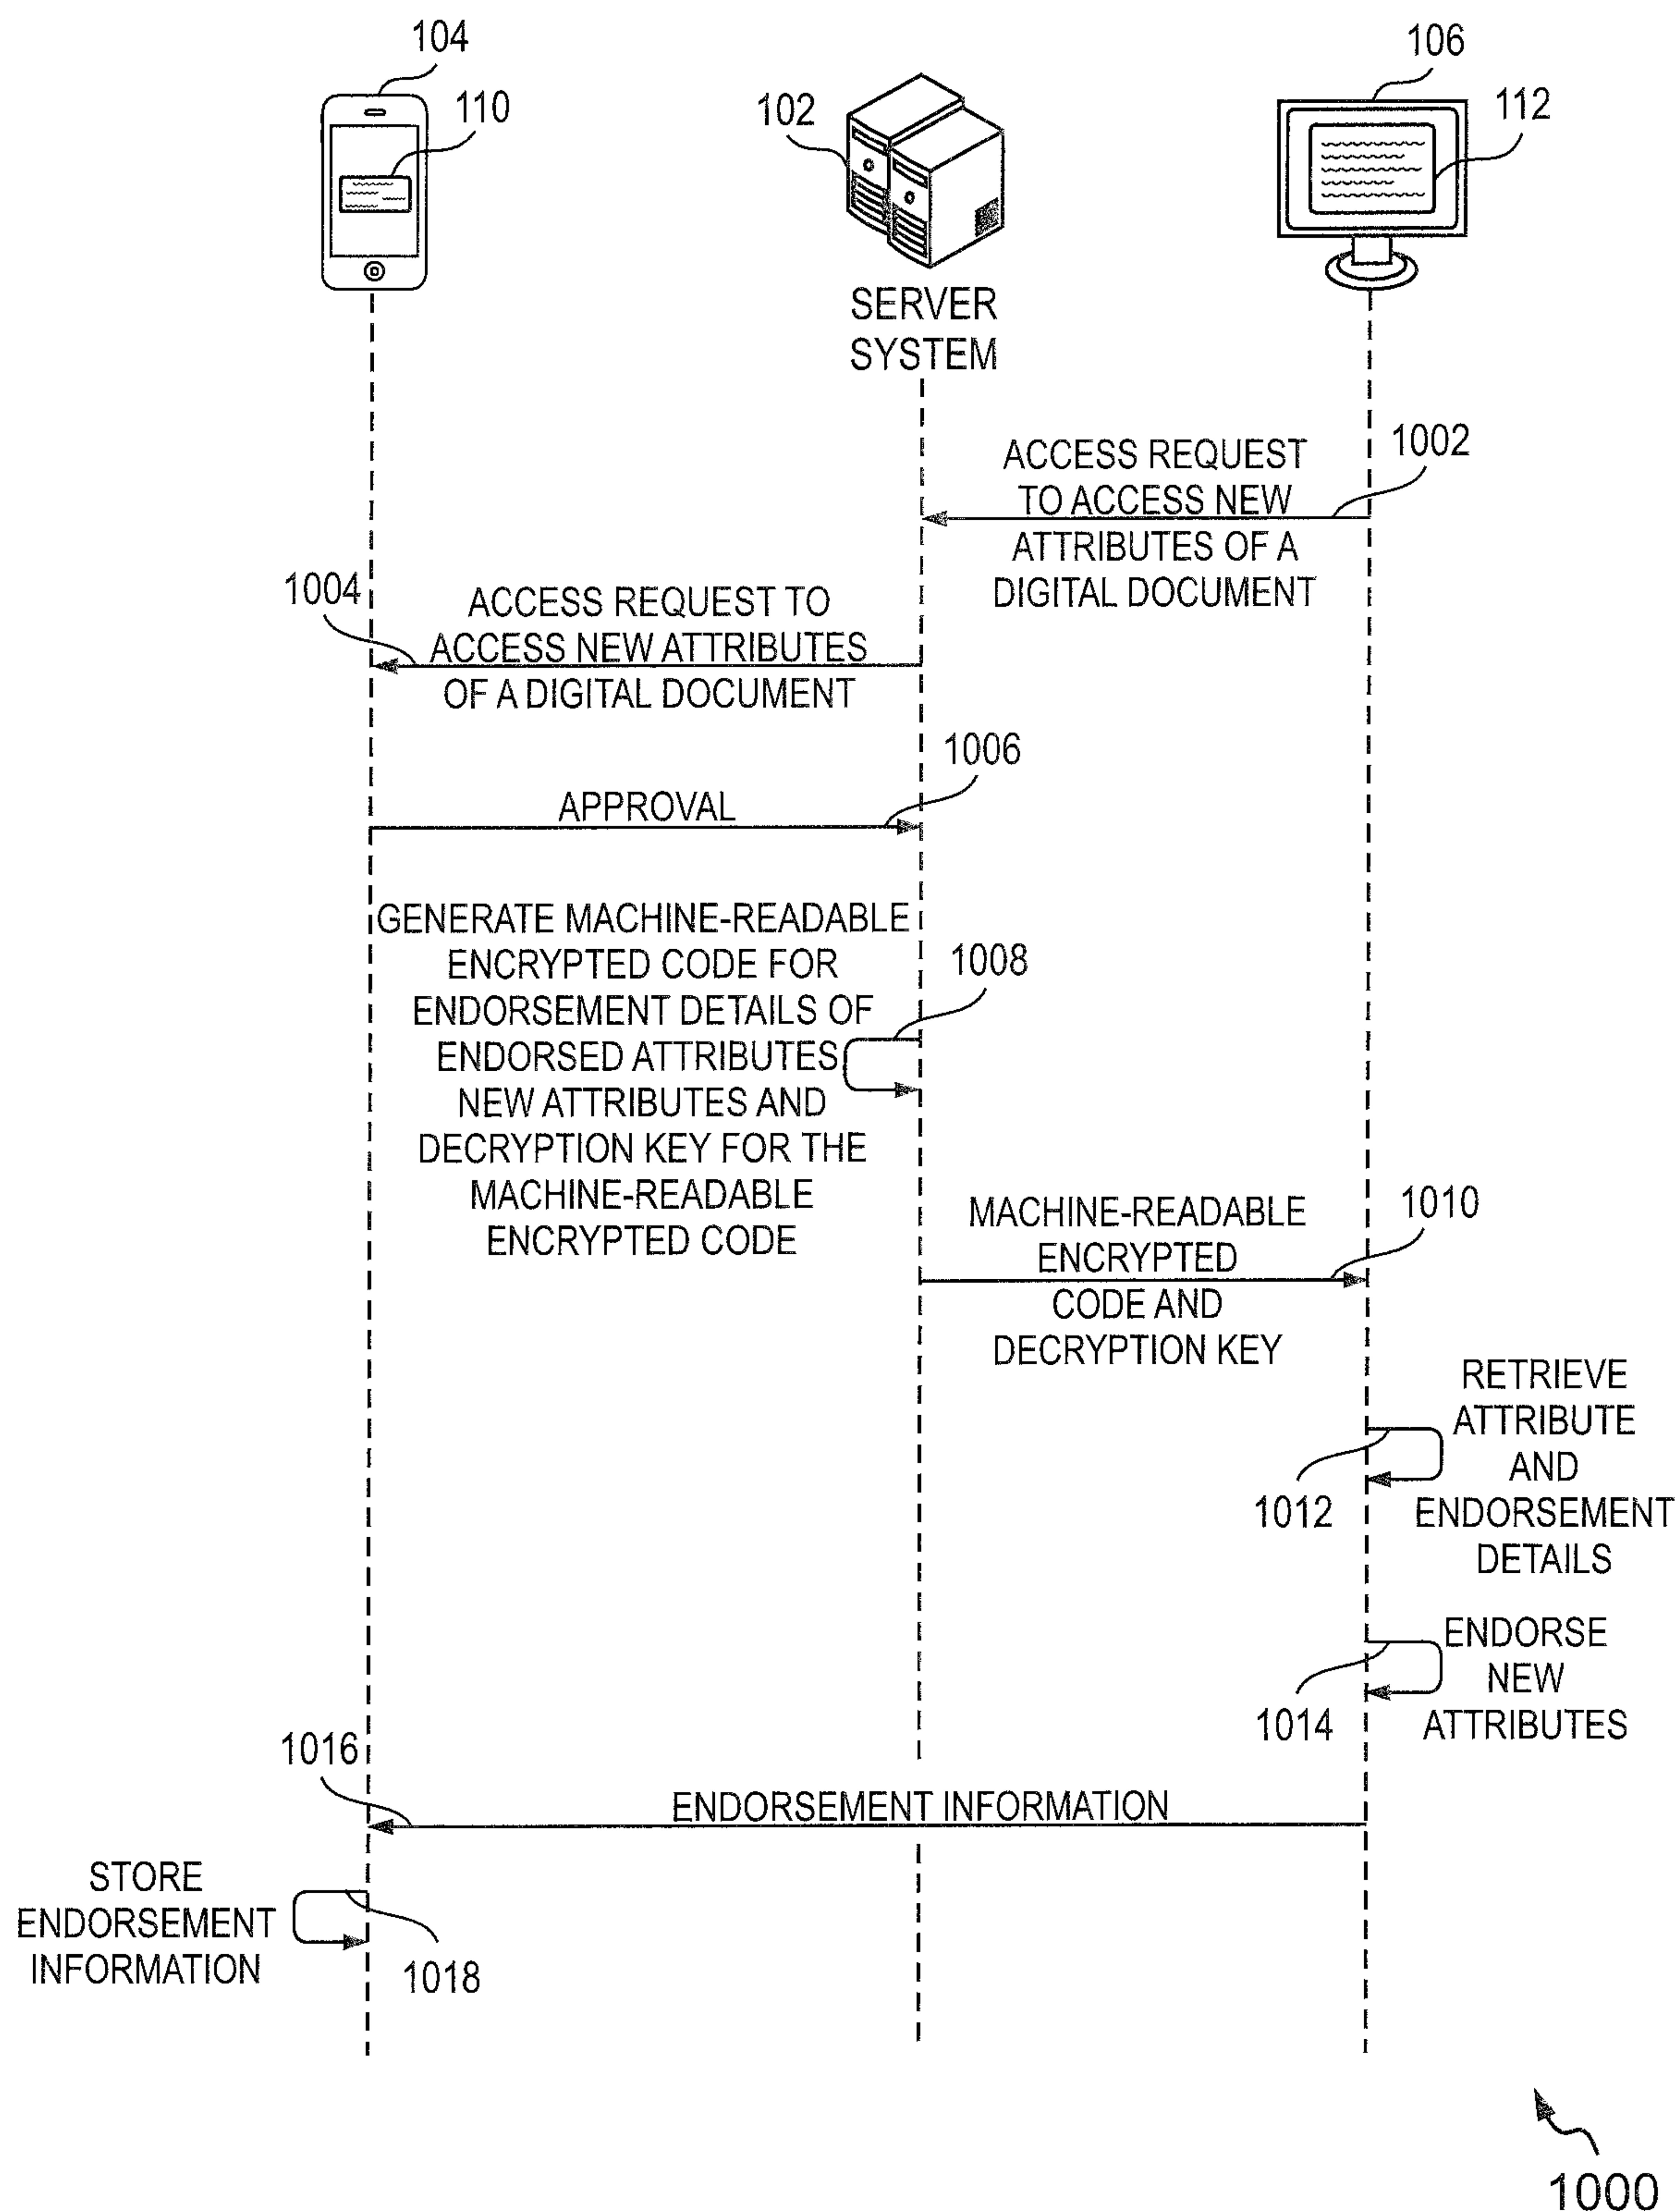 104
110
102
106
112
SERVER
SYSTEM
ACCESS REQUEST
TO ACCESS NEW
ATTRIBUTES OF A
DIGITAL DOCUMENT
1002
1004
ACCESS REQUEST TO
ACCESS NEW ATTRIBUTES
OF A DIGITAL DOCUMENT
1006
APPROVAL
GENERATE MACHINE-READABLE
ENCRYPTED CODE FOR
ENDORSEMENT DETAILS OF
ENDORSED ATTRIBUTES
NEW ATTRIBUTES AND
DECRYPTION KEY FOR THE
MACHINE-READABLE
ENCRYPTED CODE
1008
MACHINE-READABLE
ENCRYPTED
CODE AND
DECRYPTION KEY
1010
RETRIEVE
ATTRIBUTE
AND
ENDORSEMENT
DETAILS
1012
ENDORSE
NEW
ATTRIBUTES
1014
1016
ENDORSEMENT INFORMATION
STORE
ENDORSEMENT
INFORMATION
1018
1000